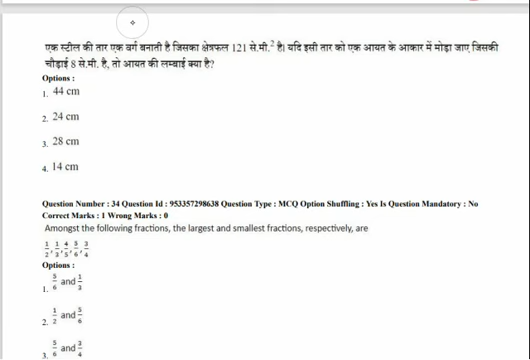 एक स्टील की तार एक वर्ग बनाती है जिसका क्षेत्रफल 121 से.मी.² है। यदि इसी तार को एक आयत के आकार में मोड़ा जाए जिसकी
चौड़ाई 8 से.मी. है, तो आयत की लम्बाई क्या है?
Options :
1. 44 cm
2. 24 cm
3. 28 cm
4. 14 cm
Question Number : 34 Question Id : 953357298638 Question Type : MCQ Option Shuffling : Yes Is Question Mandatory : No
Correct Marks : 1 Wrong Marks : 0
Amongst the following fractions, the largest and smallest fractions, respectively, are
1/2, 1/3, 4/5, 5/6, 3/4
Options :
1. 5/6 and 1/3
2. 1/2 and 5/6
3. 5/6 and 3/4